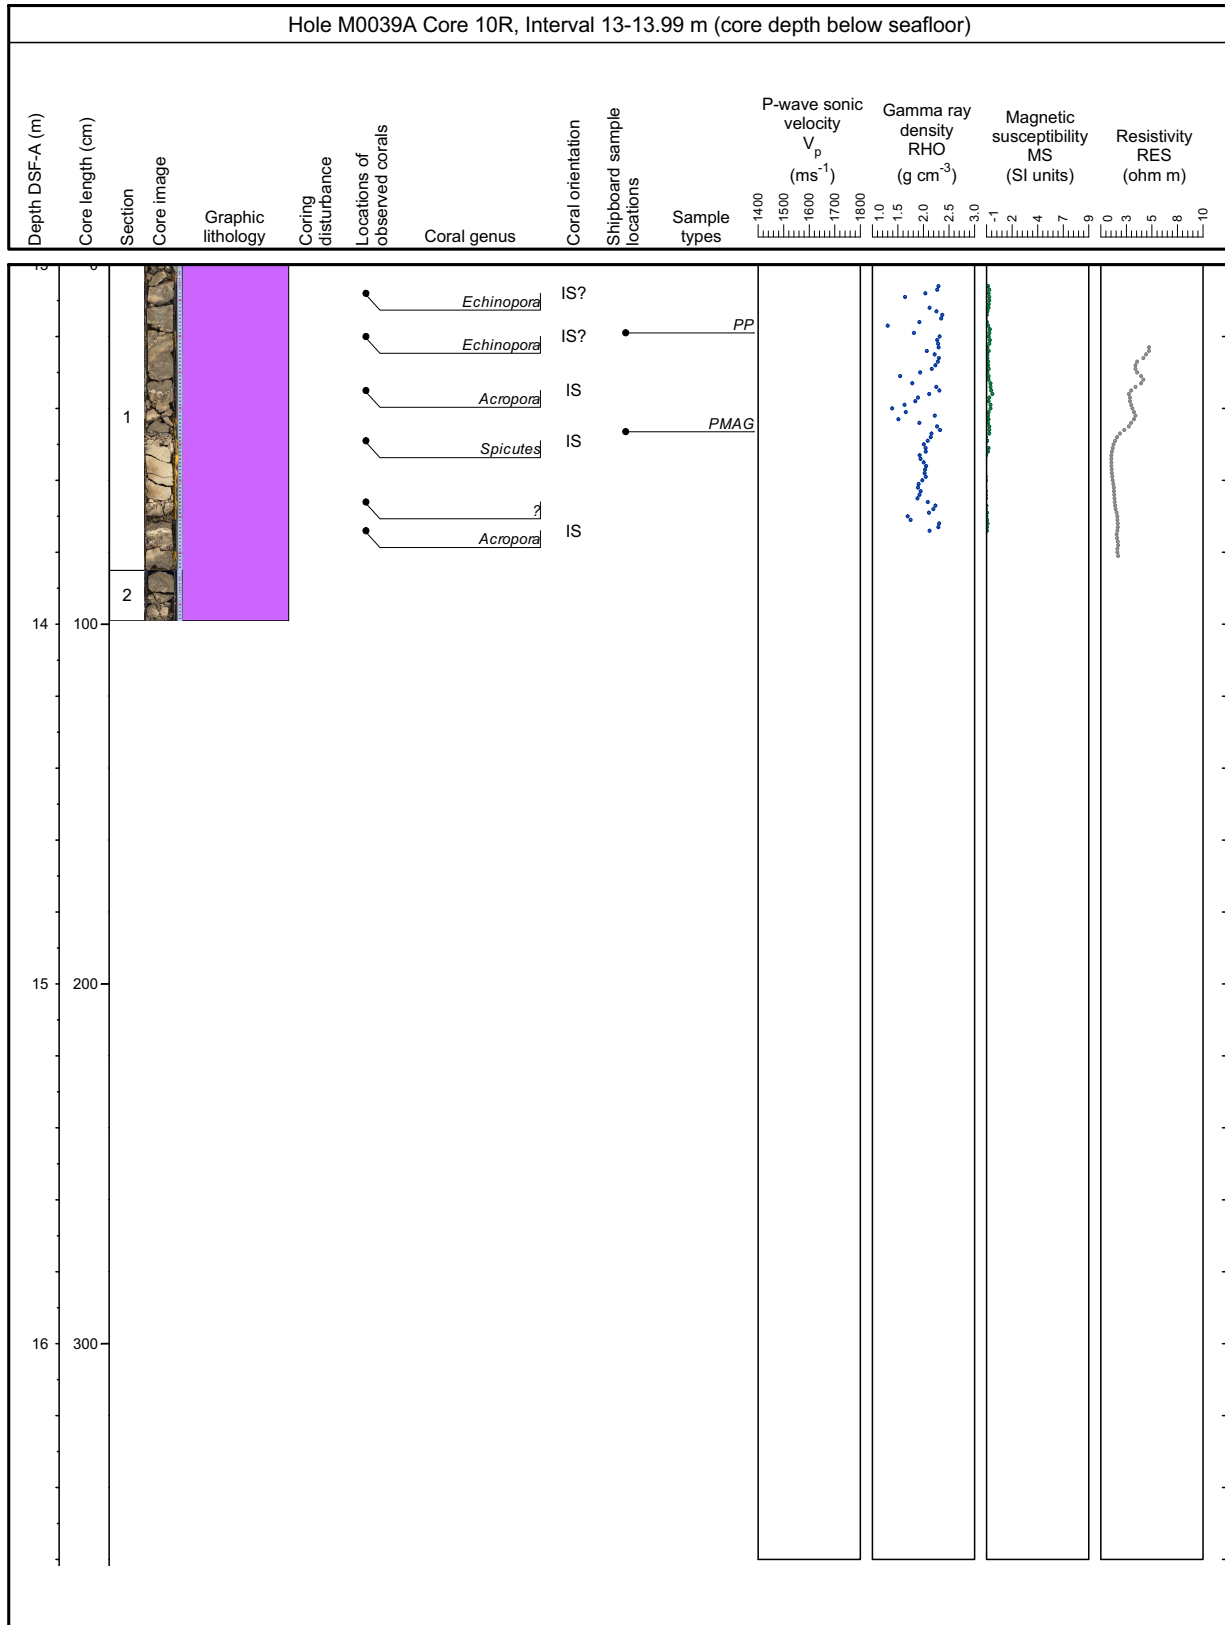 Hole M0039A Core 10R, Interval 13-13.99 m (core depth below seafloor)
Depth DSF-A (m)
Core length (cm)
Section
Core image
Graphic
lithology
Coring
disturbance
Locations of
observed corals
Coral genus
Coral orientation
Shipboard sample
locations
Sample
types
P-wave sonic
velocity
Vp
(ms-1)
1400 1500 1600 1700 1800
Gamma ray
density
RHO
(g cm-3)
1.0 1.5 2.0 2.5 3.0
Magnetic
susceptibility
MS
(SI units)
-1 2 4 7 9
Resistivity
RES
(ohm m)
0 3 5 8 10
13 0
Echinopora IS?
PP
Echinopora IS?
Acropora IS
1
PMAG
Spicutes IS
?
Acropora IS
2
14 100
15 200
16 300